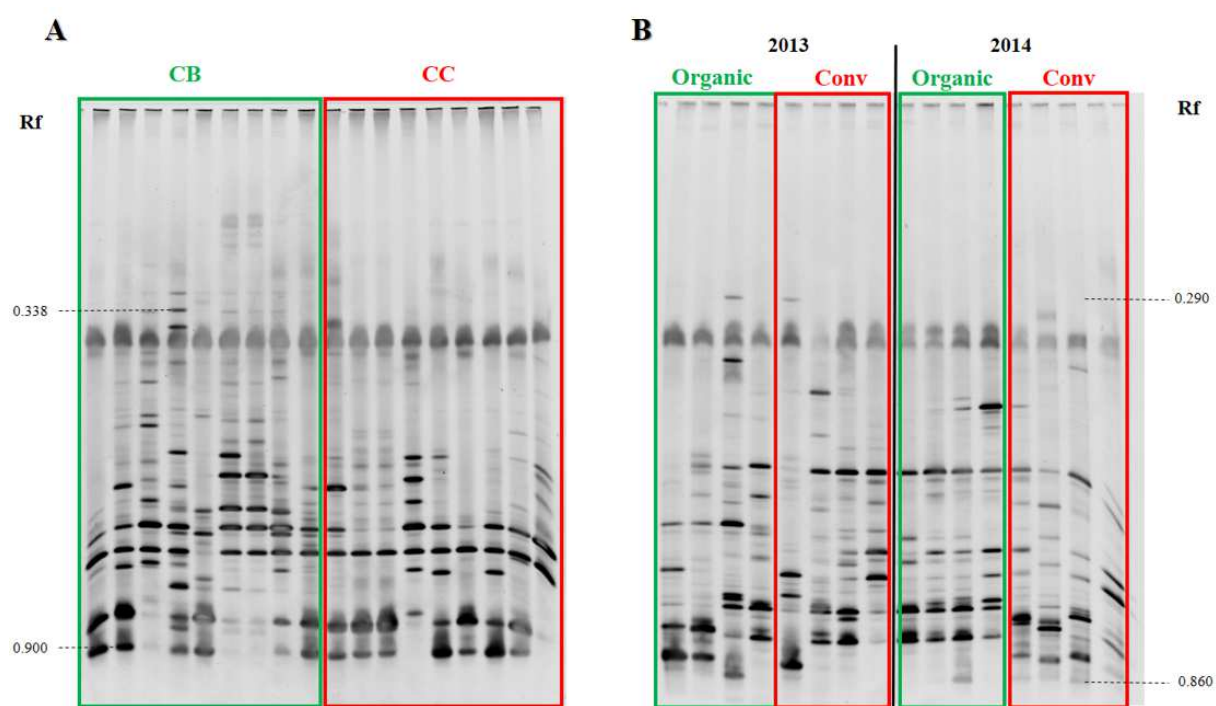 A
CB
CC
Rf
0.338
0.900
B
2013
2014
Organic
Conv
Organic
Conv
Rf
0.290
0.860